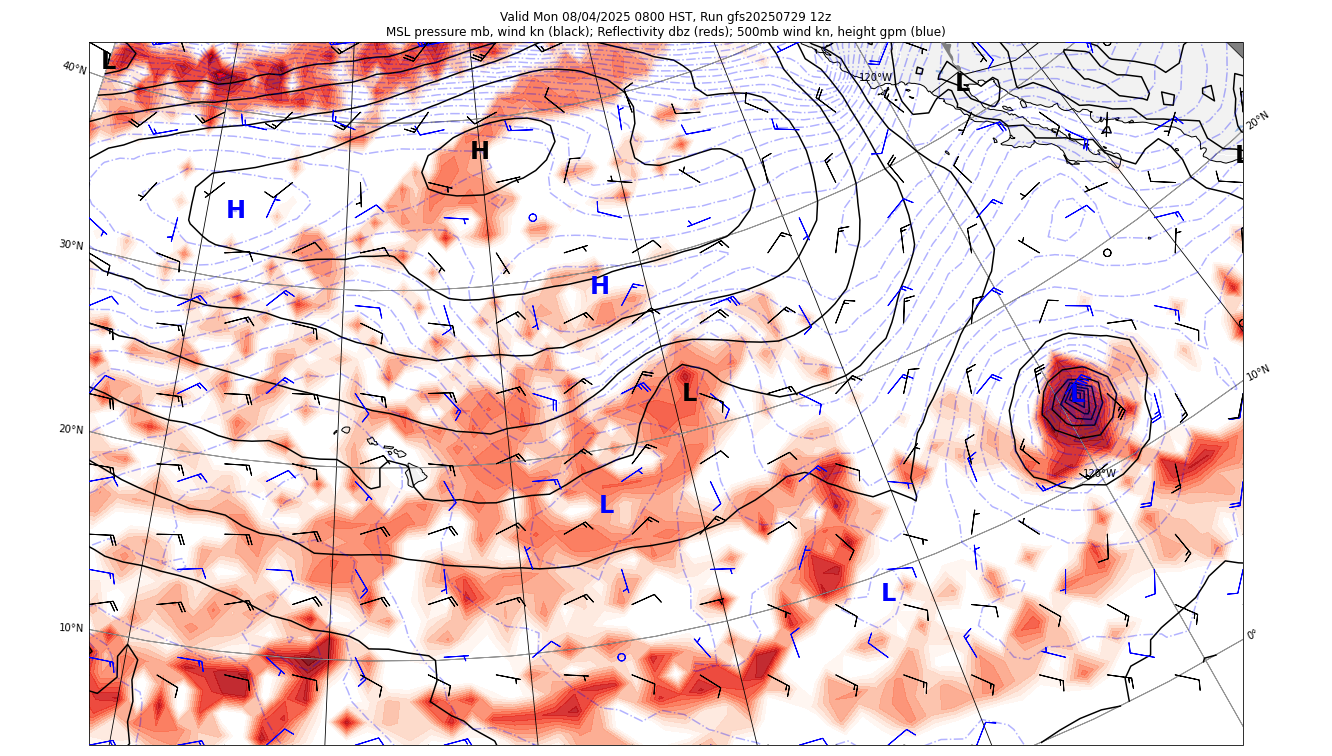 Valid Mon 08/04/2025 0800 HST, Run gfs20250729 12z
MSL pressure mb, wind kn (black); Reflectivity dbz (reds); 500mb wind kn, height gpm (blue)
L
40°N
120°W
L
20°N
H
L
H
30°N
H
10°N
L
L
20°N
120°W
L
L
10°N
0°